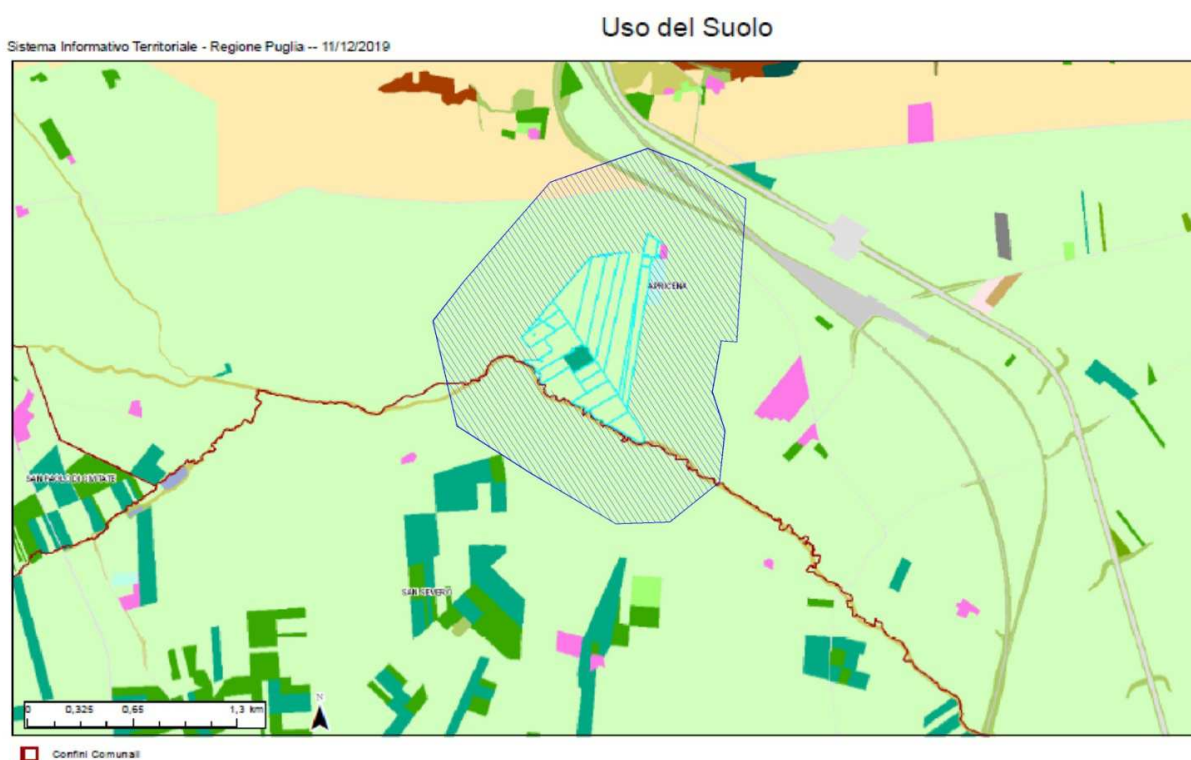 Uso del Suolo
Sistema Informativo Territoriale - Regione Puglia -- 11/12/2019
APRICENA
SAN PAOLO DI CIVITATE
SAN SEVERO
N
0 0,325 0,65 1,3 km
Confini Comunali